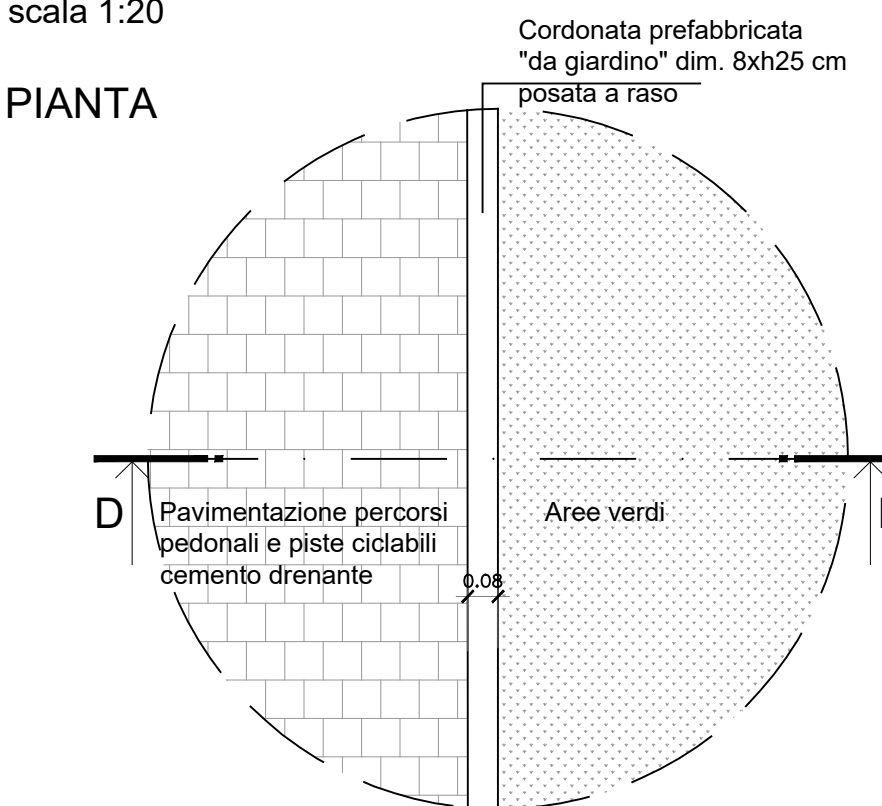 scala 1:20
Cordonata prefabbricata
"da giardino" dim. 8xh25 cm
posata a raso
PIANTA
D
Pavimentazione percorsi
pedonali e piste ciclabili
cemento drenante
Aree verdi
0.08